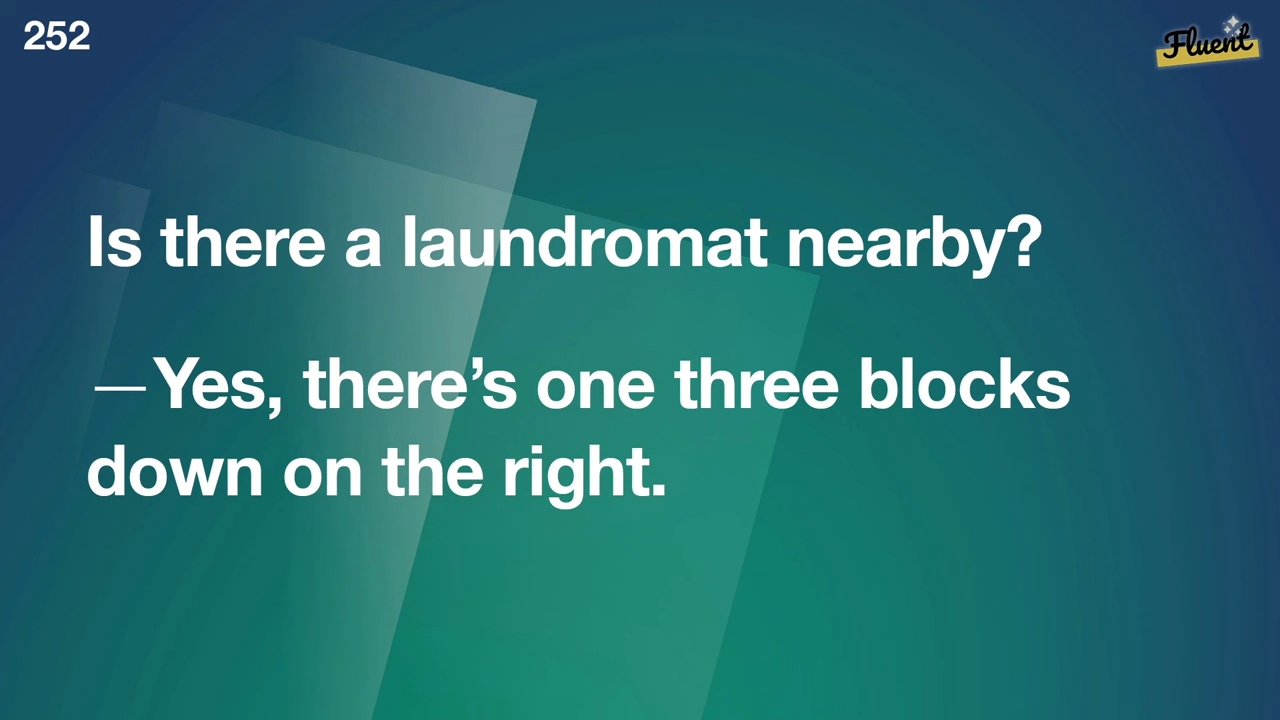 252
Fluent
Is there a laundromat nearby?
—Yes, there’s one three blocks
down on the right.